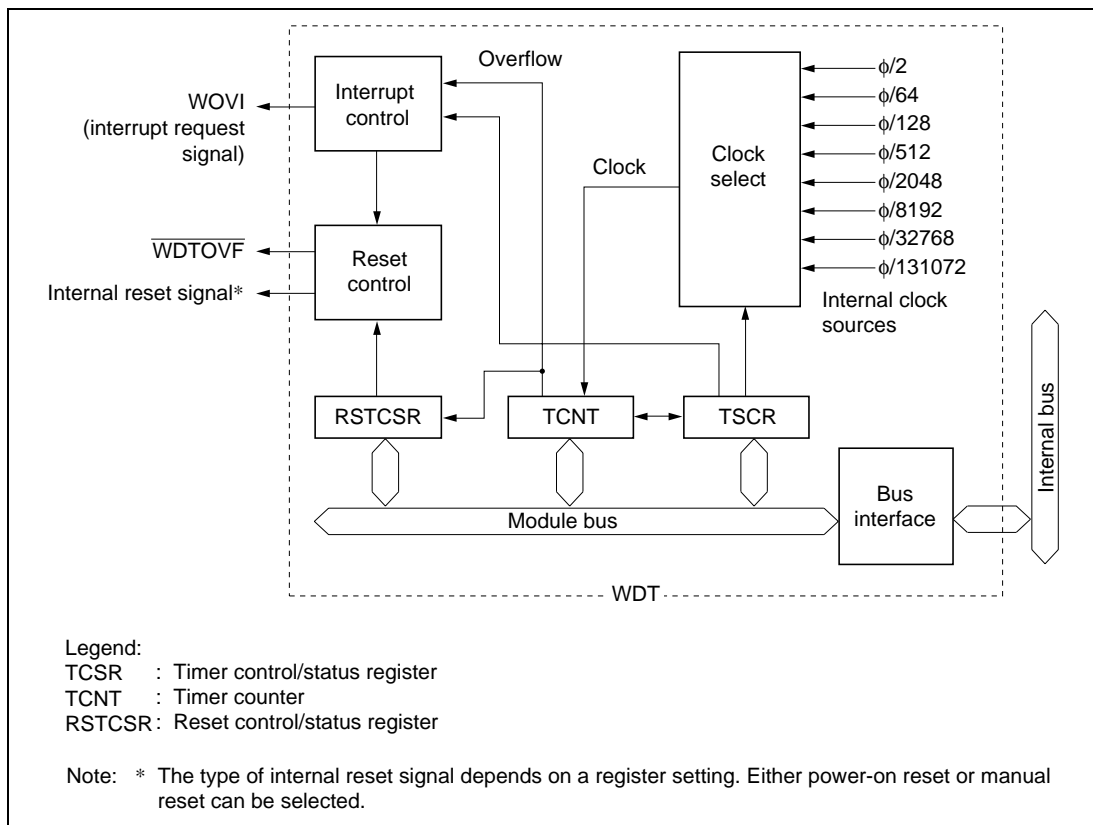 Overflow
WOVI
(interrupt request
signal)
Interrupt
control
Clock
Clock
select
ϕ/2
ϕ/64
ϕ/128
ϕ/512
ϕ/2048
ϕ/8192
ϕ/32768
ϕ/131072
Internal clock
sources
WDTOVF
Internal reset signal*
Reset
control
RSTCSR
TCNT
TSCR
Module bus
Bus
interface
Internal bus
WDT
Legend:
TCSR : Timer control/status register
TCNT : Timer counter
RSTCSR : Reset control/status register
Note: * The type of internal reset signal depends on a register setting. Either power-on reset or manual
reset can be selected.